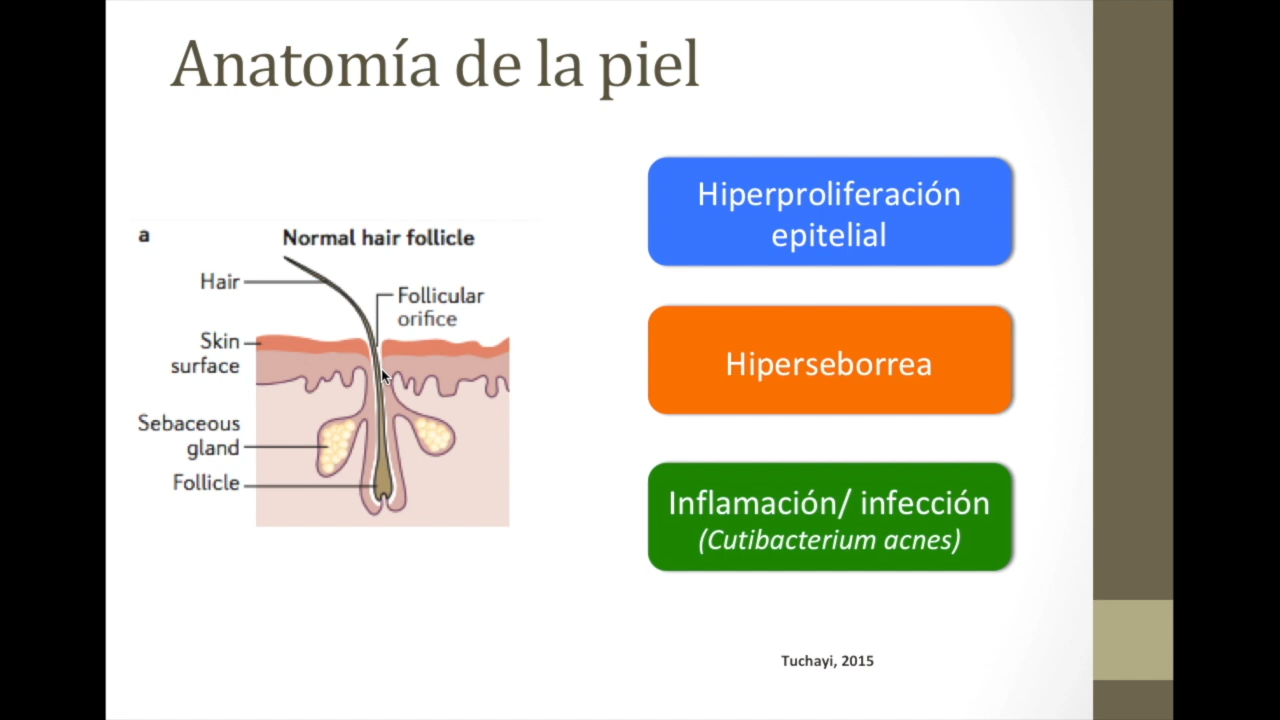 Anatomía de la piel
a
Normal hair follicle
Hair
Follicular
orifice
Skin
surface
Sebaceous
gland
Follicle
Hiperproliferación
epitelial
Hiperseborrea
Inflamación/ infección
(Cutibacterium acnes)
Tuchayi, 2015